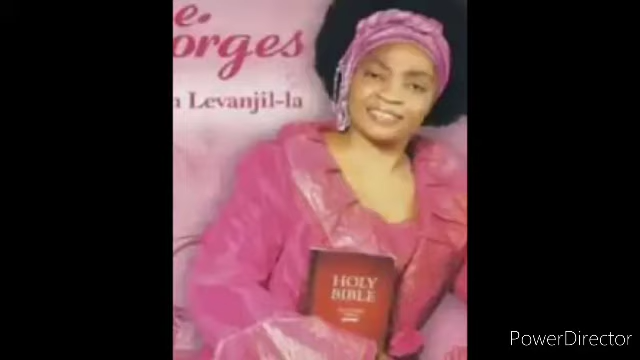 e.
orges
n Levanjil-la
HOLY
BIBLE
PowerDirector